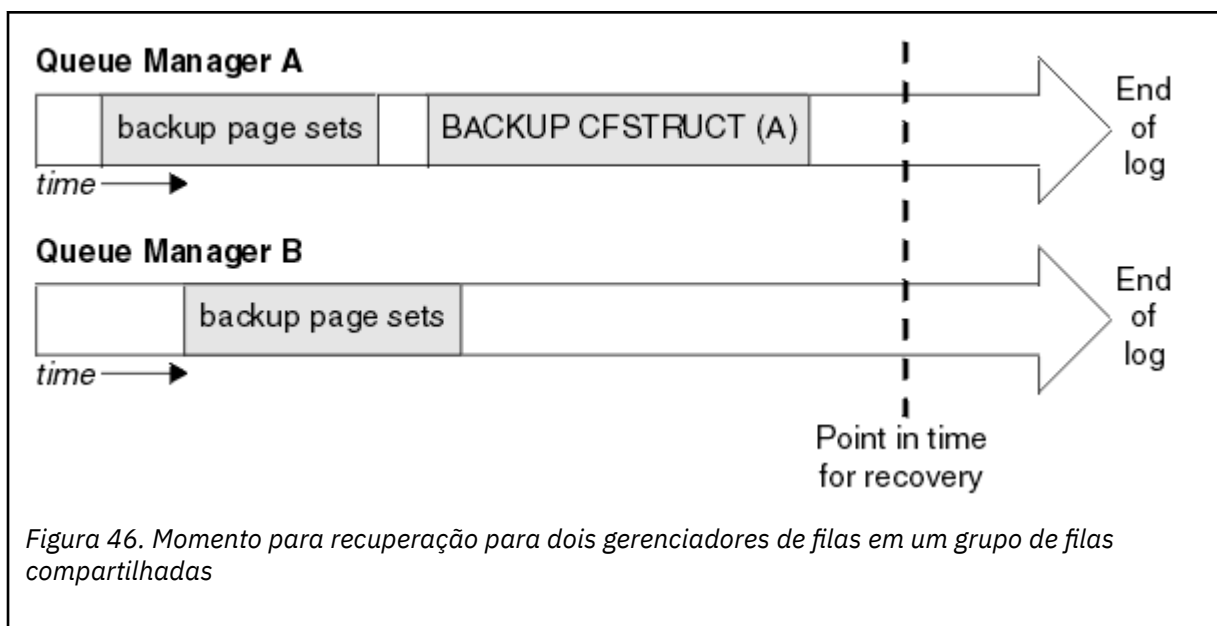 Queue Manager A
backup page sets
BACKUP CFSTRUCT (A)
End
of
log
time
Queue Manager B
backup page sets
End
of
log
time
Point in time
for recovery
Figura 46. Momento para recuperação para dois gerenciadores de filas em um grupo de filas
compartilhadas